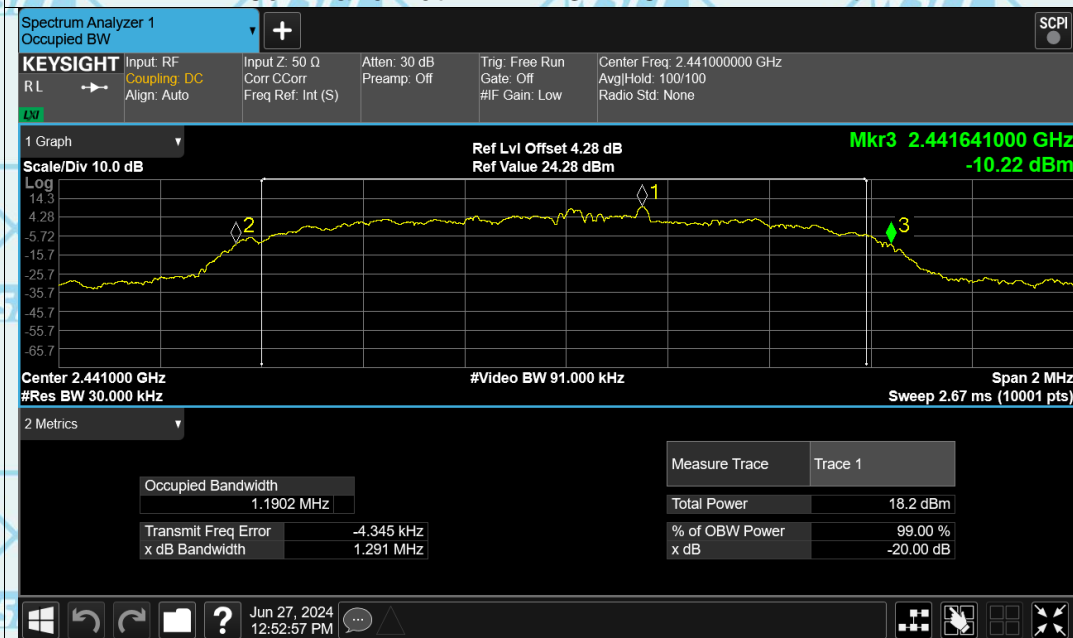 Spectrum Analyzer 1
Occupied BW
+
SCPI
KEYSIGHT
R L
LXI
Input: RF
Coupling: DC
Align: Auto
Input Z: 50 Ω
Corr CCorr
Freq Ref: Int (S)
Atten: 30 dB
Preamp: Off
Trig: Free Run
Gate: Off
#IF Gain: Low
Center Freq: 2.441000000 GHz
Avg|Hold: 100/100
Radio Std: None
1 Graph
Scale/Div 10.0 dB
Ref Lvl Offset 4.28 dB
Ref Value 24.28 dBm
Mkr3 2.441641000 GHz
-10.22 dBm
Log
14.3
4.28
-5.72
-15.7
-25.7
-35.7
-45.7
-55.7
-65.7
1
2
3
Center 2.441000 GHz
#Video BW 91.000 kHz
Span 2 MHz
#Res BW 30.000 kHz
Sweep 2.67 ms (10001 pts)
2 Metrics
Occupied Bandwidth
1.1902 MHz
Transmit Freq Error -4.345 kHz
x dB Bandwidth 1.291 MHz
Measure Trace Trace 1
Total Power 18.2 dBm
% of OBW Power 99.00 %
x dB -20.00 dB
?
Jun 27, 2024
12:52:57 PM